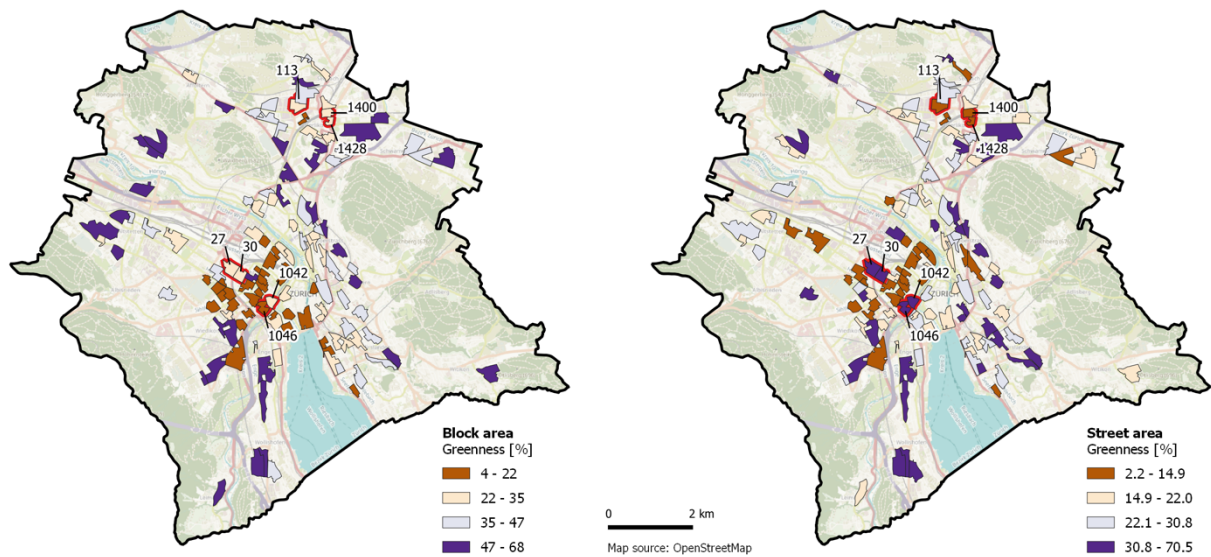 113
1400
1428
27
30
1042
ZÜRICH
1046
Block area
Greenness [%]
4 - 22
22 - 35
35 - 47
47 - 68
0 2 km
Map source: OpenStreetMap
113
1400
1428
27
30
1042
ZÜRICH
1046
Street area
Greenness [%]
2.2 - 14.9
14.9 - 22.0
22.1 - 30.8
30.8 - 70.5